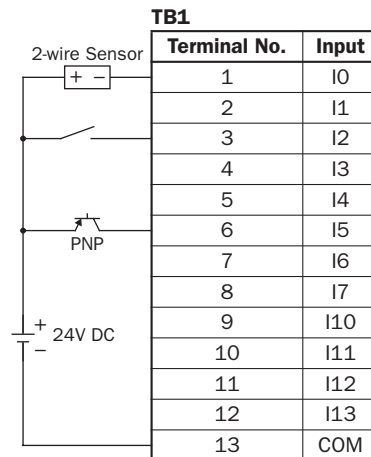 TB1
Terminal No. Input
2-wire Sensor
+ −
1 I0
2 I1
3 I2
4 I3
5 I4
6 I5
PNP
7 I6
8 I7
9 I10
+
24V DC
−
10 I11
11 I12
12 I13
13 COM